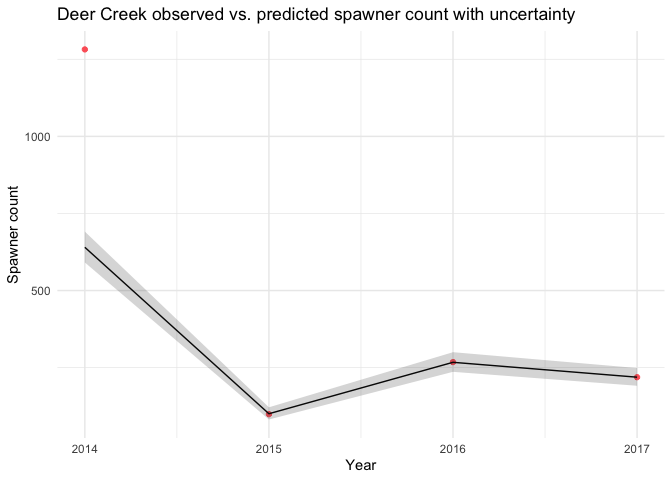 Deer Creek observed vs. predicted spawner count with uncertainty
1000
500
Spawner count
2014 2015 2016 2017
Year